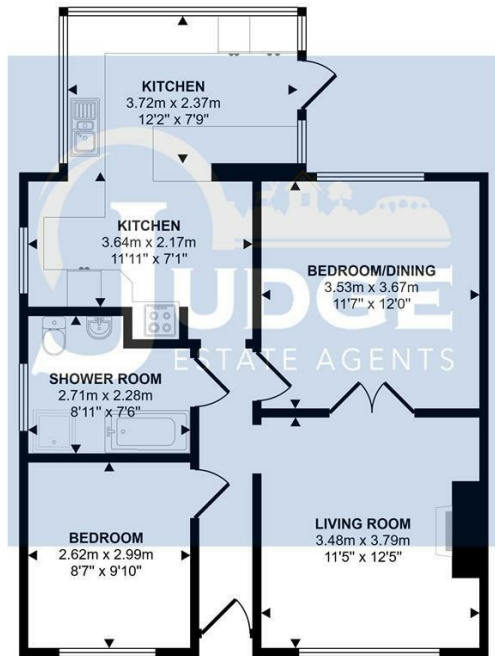 KITCHEN
3.72m x 2.37m
12'2" x 7'9"
KITCHEN
3.64m x 2.17m
11'11" x 7'1"
BEDROOM/DINING
3.53m x 3.67m
11'7" x 12'0"
JUDGE
ESTATE AGENTS
SHOWER ROOM
2.71m x 2.28m
8'11" x 7'6"
BEDROOM
2.62m x 2.99m
8'7" x 9'10"
LIVING ROOM
3.48m x 3.79m
11'5" x 12'5"